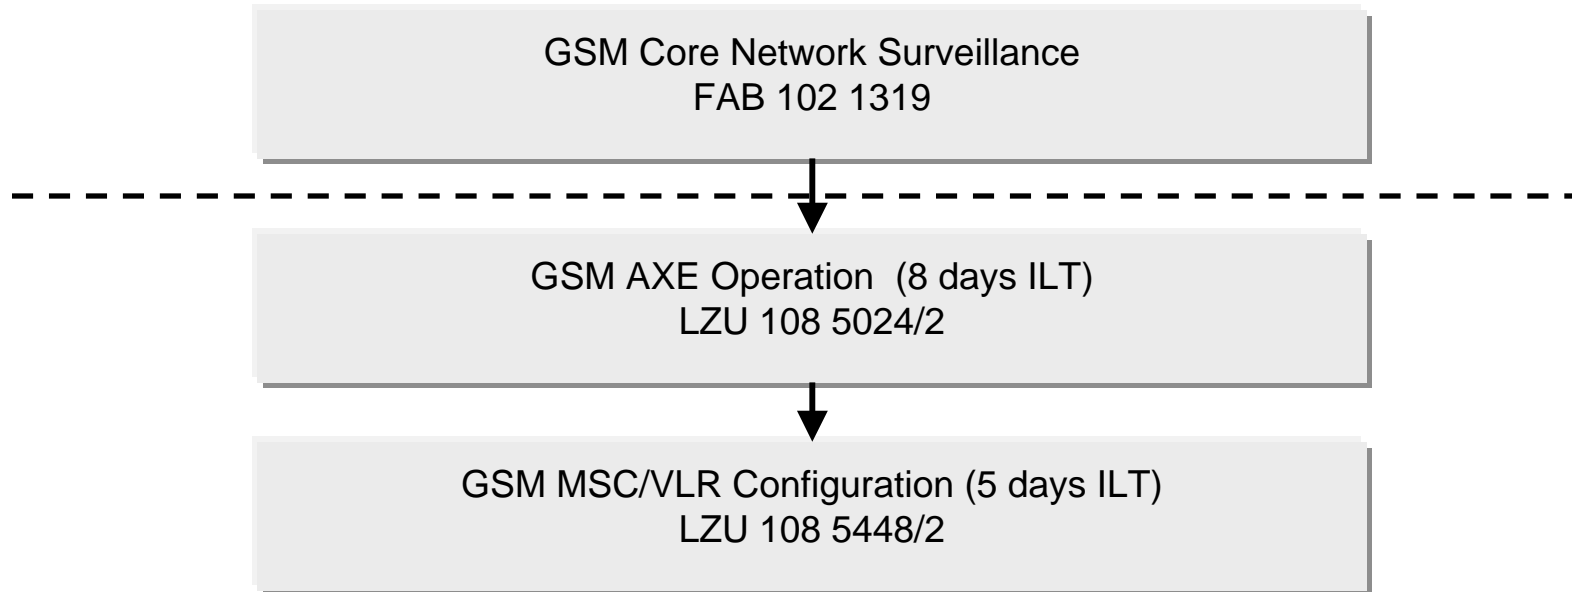 GSM Core Network Surveillance
FAB 102 1319
GSM AXE Operation  (8 days ILT)
LZU 108 5024/2
GSM MSC/VLR Configuration (5 days ILT)
LZU 108 5448/2